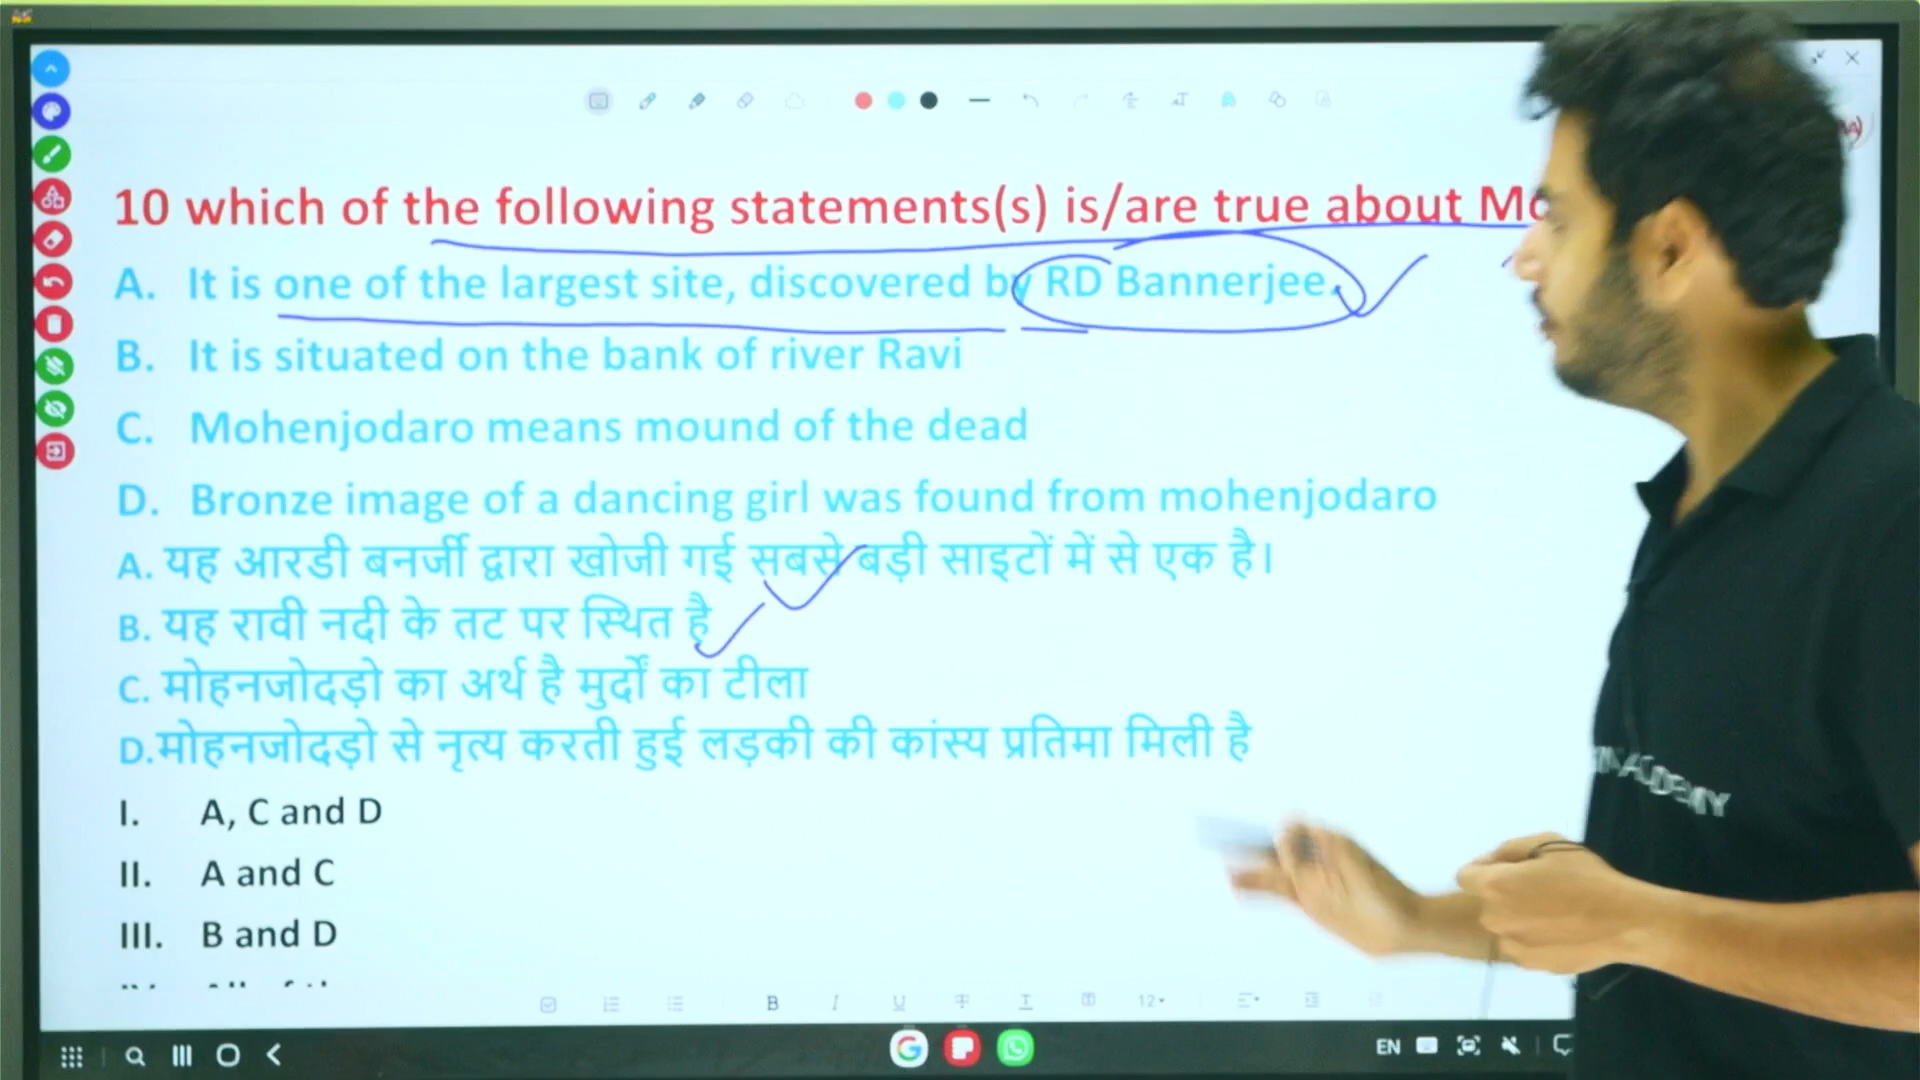 10 which of the following statements(s) is/are true about
A. It is one of the largest site, discovered by RD Bannerjee.
B. It is situated on the bank of river Ravi
C. Mohenjodaro means mound of the dead
D. Bronze image of a dancing girl was found from mohenjodaro
A. यह आरडी बनर्जी द्वारा खोजी गई सबसे बड़ी साइटों में से एक है।
B. यह रावी नदी के तट पर स्थित है
C. मोहनजोदड़ो का अर्थ है मुर्दों का टीला
D.मोहनजोदड़ो से नृत्य करती हुई लड़की की कांस्य प्रतिमा मिली है
I. A, C and D
II. A and C
III. B and D
B I U T 12
EN